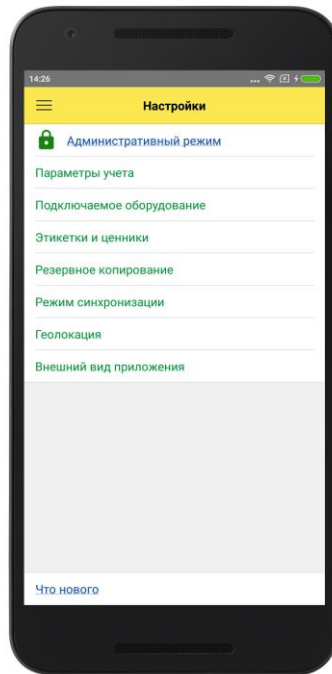 14:26 ...
Настройки
Административный режим
Параметры учета
Подключаемое оборудование
Этикетки и ценники
Резервное копирование
Режим синхронизации
Геолокация
Внешний вид приложения
Что нового